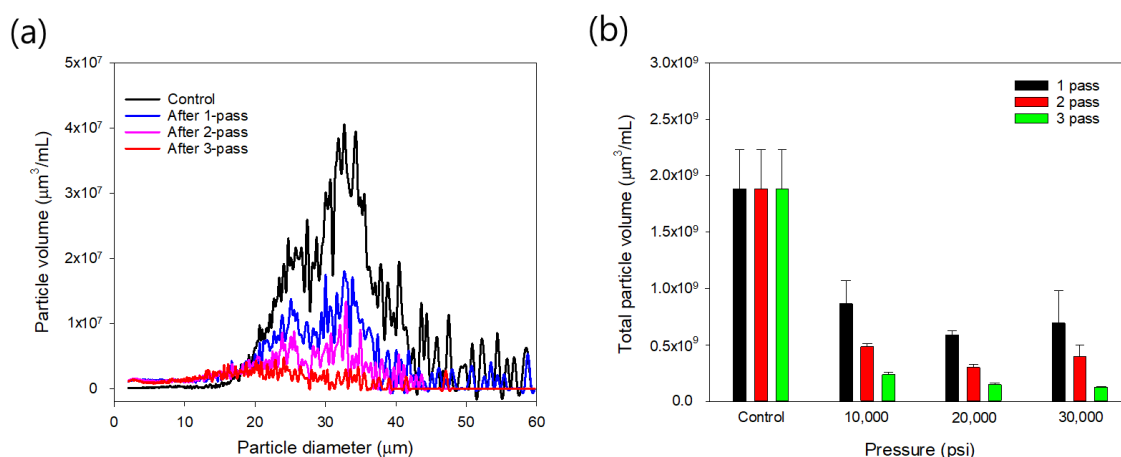 (a)
5x10⁷
4x10⁷
3x10⁷
2x10⁷
1x10⁷
0
Particle volume (μm³/mL)
Control
After 1-pass
After 2-pass
After 3-pass
0 10 20 30 40 50 60
Particle diameter (μm)
(b)
3.0x10⁹
2.5x10⁹
2.0x10⁹
1.5x10⁹
1.0x10⁹
0.5x10⁹
0.0
Total particle volume (μm³/mL)
1 pass
2 pass
3 pass
Control 10,000 20,000 30,000
Pressure (psi)